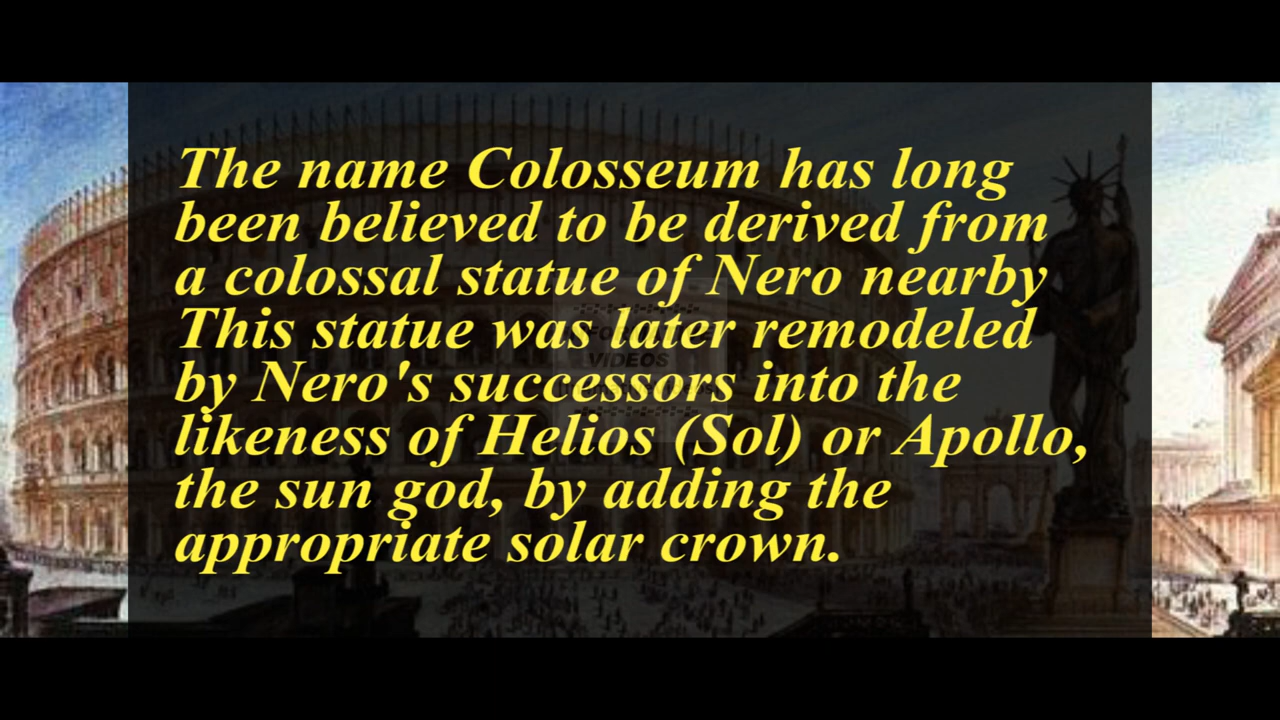 The name Colosseum has long
been believed to be derived from
a colossal statue of Nero nearby
This statue was later remodeled
by Nero's successors into the
likeness of Helios (Sol) or Apollo,
the sun god, by adding the
appropriate solar crown.
VIDEOS